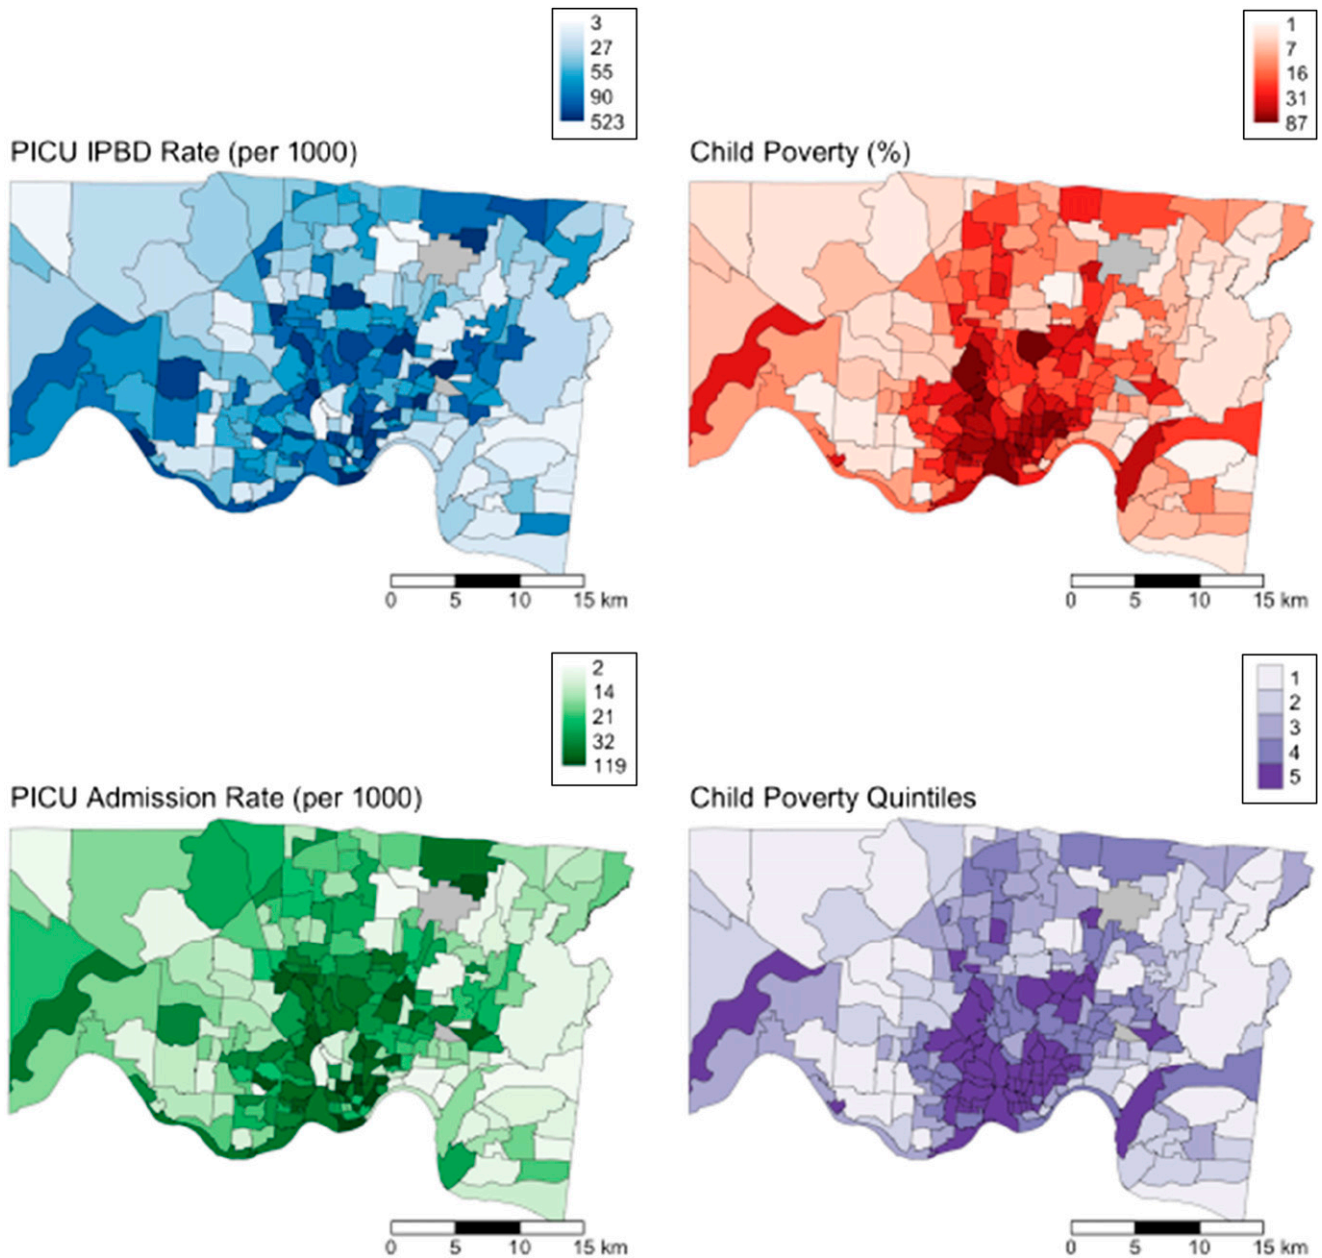 3
27
55
90
523
PICU IPBD Rate (per 1000)
0 5 10 15 km
1
7
16
31
87
Child Poverty (%)
0 5 10 15 km
2
14
21
32
119
PICU Admission Rate (per 1000)
0 5 10 15 km
1
2
3
4
5
Child Poverty Quintiles
0 5 10 15 km